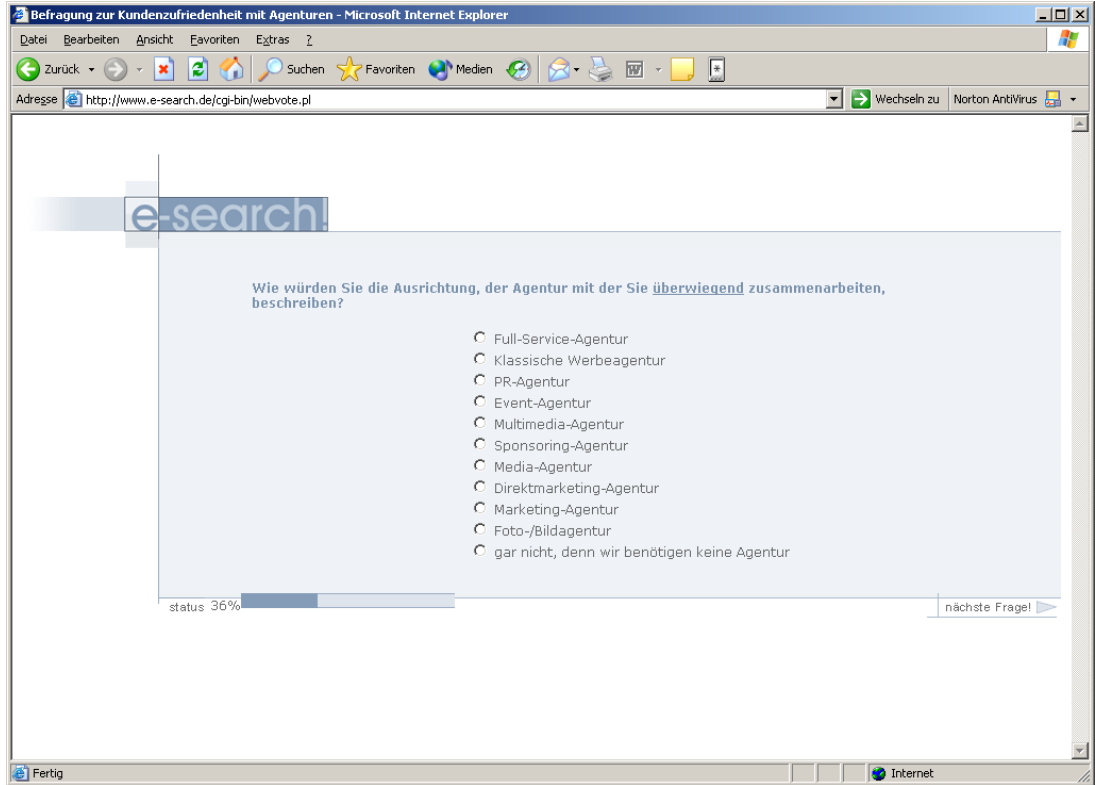 Befragung zur Kundenzufriedenheit mit Agenturen - Microsoft Internet Explorer
Datei Bearbeiten Ansicht Favoriten Extras ?
Zurück Suchen Favoriten Medien
Adresse http://www.e-search.de/cgi-bin/webvote.pl Wechseln zu Norton AntiVirus
e-search!
Wie würden Sie die Ausrichtung, der Agentur mit der Sie überwiegend zusammenarbeiten,
beschreiben?
Full-Service-Agentur
Klassische Werbeagentur
PR-Agentur
Event-Agentur
Multimedia-Agentur
Sponsoring-Agentur
Media-Agentur
Direktmarketing-Agentur
Marketing-Agentur
Foto-/Bildagentur
gar nicht, denn wir benötigen keine Agentur
status 36% nächste Frage!
Fertig Internet